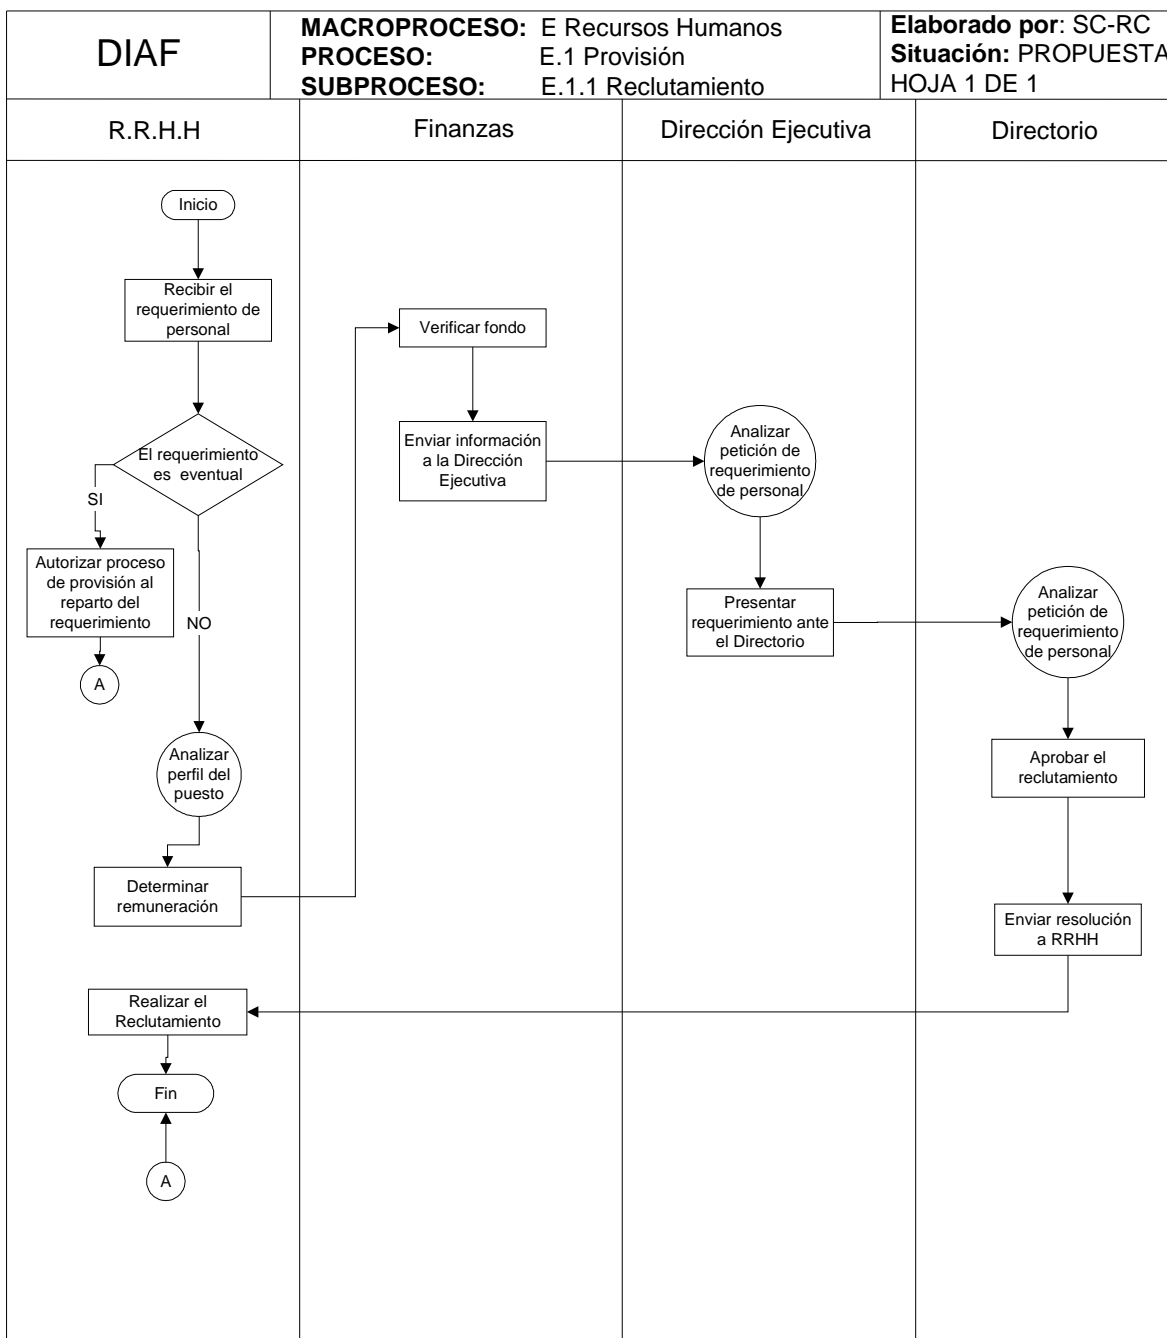 DIAF
MACROPROCESO: E Recursos Humanos
PROCESO: E.1 Provisión
SUBPROCESO: E.1.1 Reclutamiento
Elaborado por: SC-RC
Situación: PROPUESTA
HOJA 1 DE 1
R.R.H.H
Finanzas
Dirección Ejecutiva
Directorio
Inicio
Recibir el
requerimiento de
personal
El requerimiento
es eventual
SI
Autorizar proceso
de provisión al
reparto del
requerimiento
A
NO
Analizar
perfil del
puesto
Determinar
remuneración
Verificar fondo
Enviar información
a la Dirección
Ejecutiva
Analizar
petición de
requerimiento
de personal
Presentar
requerimiento ante
el Directorio
Analizar
petición de
requerimiento
de personal
Aprobar el
reclutamiento
Enviar resolución
a RRHH
Realizar el
Reclutamiento
Fin
A